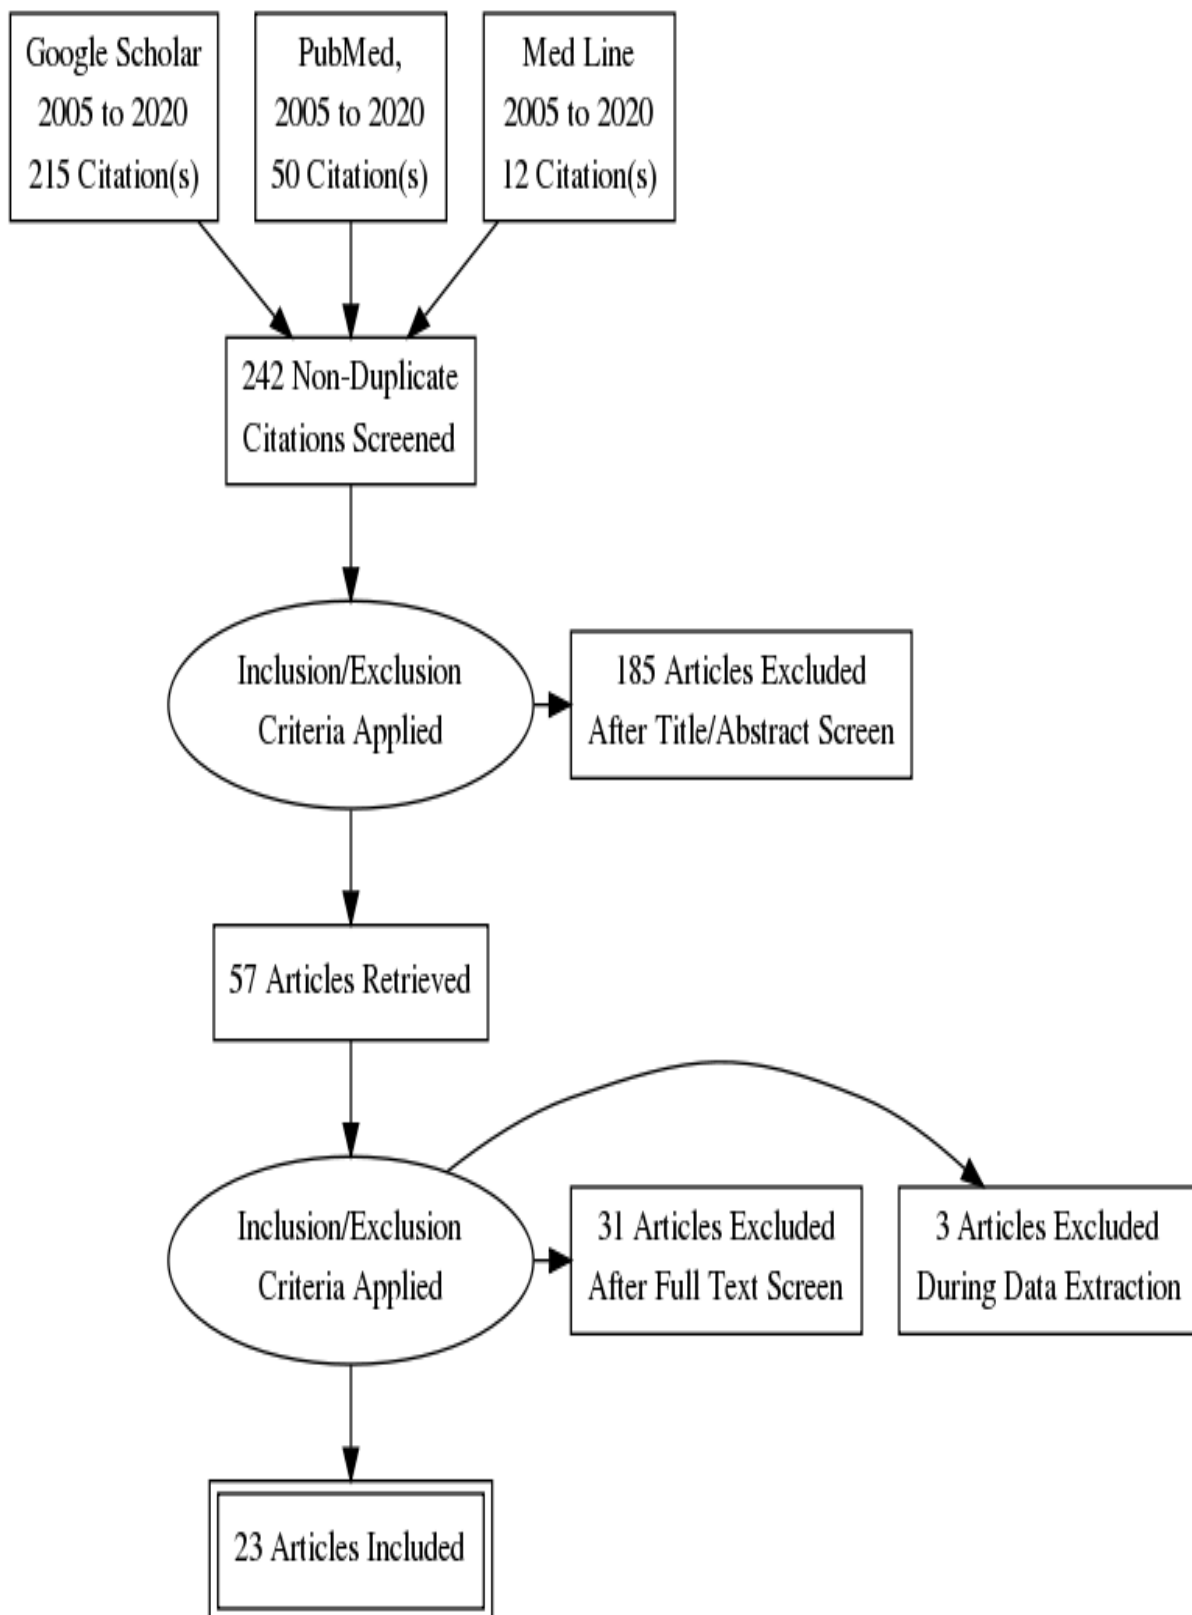 Google Scholar
2005 to 2020
215 Citation(s)
PubMed,
2005 to 2020
50 Citation(s)
Med Line
2005 to 2020
12 Citation(s)
242 Non-Duplicate
Citations Screened
Inclusion/Exclusion
Criteria Applied
185 Articles Excluded
After Title/Abstract Screen
57 Articles Retrieved
Inclusion/Exclusion
Criteria Applied
31 Articles Excluded
After Full Text Screen
3 Articles Excluded
During Data Extraction
23 Articles Included